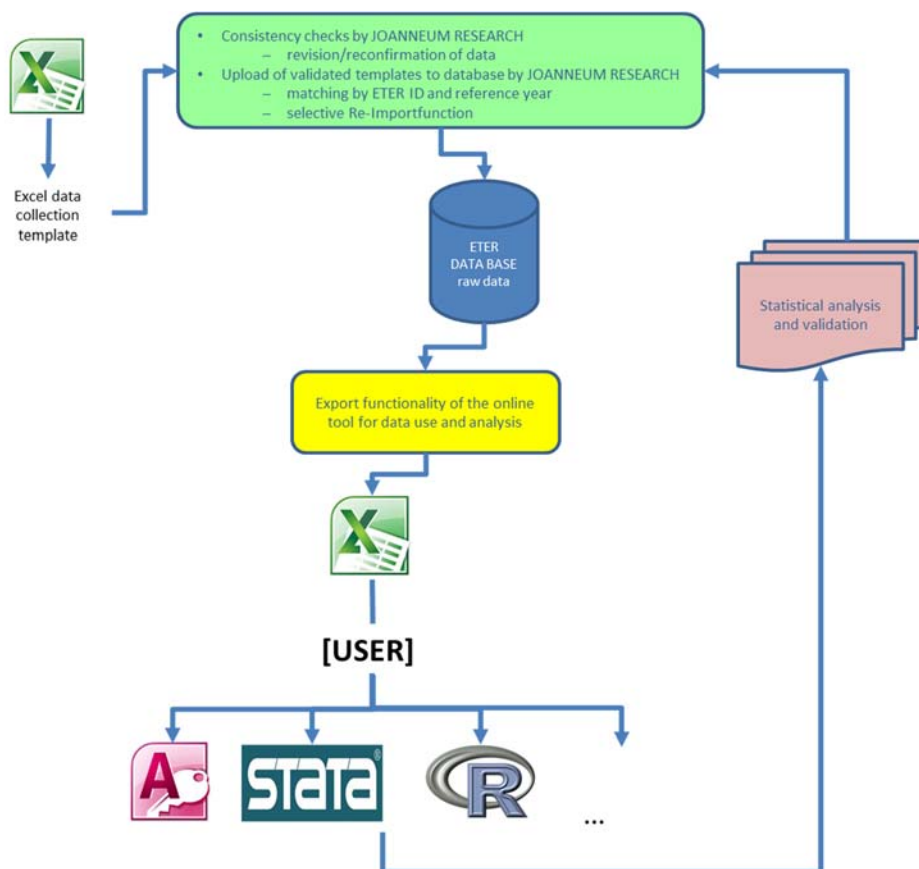 • Consistency checks by JOANNEUM RESEARCH
– revision/reconfirmation of data
• Upload of validated templates to database by JOANNEUM RESEARCH
– matching by ETER ID and reference year
– selective Re-Importfunction
X
Excel data
collection
template
ETER
DATA BASE
raw data
Statistical analysis
and validation
Export functionality of the online
tool for data use and analysis
X
[USER]
A
STATA®
R
...